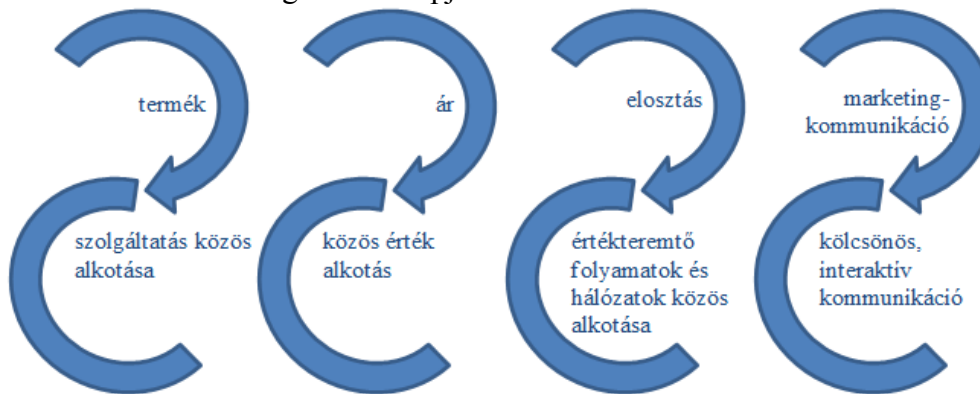 termék
szolgáltatás közös
alkotása
ár
közös érték
alkotás
elosztás
értékteremtő
folyamatok és
hálózatok közös
alkotása
marketing-
kommunikáció
kölcsönös,
interaktív
kommunikáció